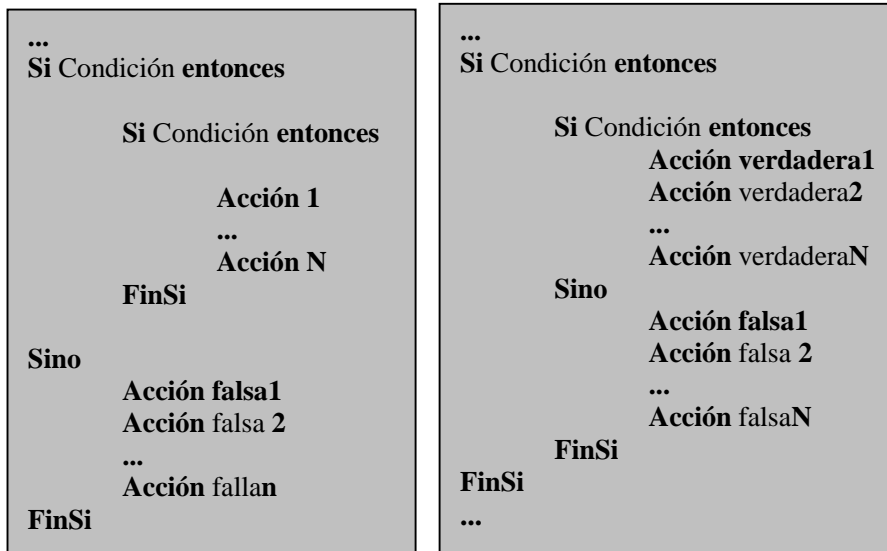 ...
Si Condición entonces
Si Condición entonces
Acción 1
...
Acción N
FinSi
Sino
Acción falsa1
Acción falsa 2
...
Acción fallan
FinSi
...
Si Condición entonces
Si Condición entonces
Acción verdadera1
Acción verdadera2
...
Acción verdaderaN
Sino
Acción falsa1
Acción falsa 2
...
Acción falsaN
FinSi
FinSi
...